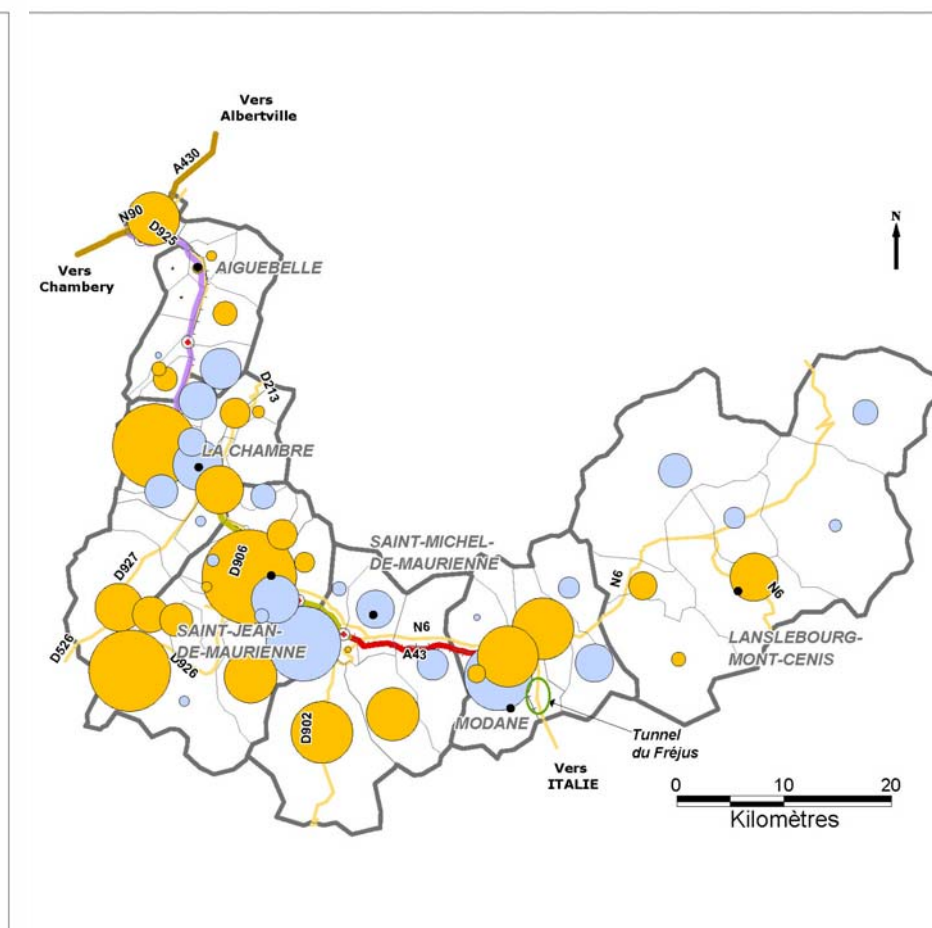 Vers
Albertville
A430
N90
D925
Vers
Chambery
AIGUEBELLE
N
D213
LA CHAMBRE
D927
D906
SAINT-MICHEL-
DE-MAURIENNE
N6
N6
N6
D526
SAINT-JEAN-
DE-MAURIENNE
D926
A43
LANSLEBOURG-
MONT-CENIS
D902
MODANE
Tunnel
du Fréjus
Vers
ITALIE
0 10 20
Kilomètres